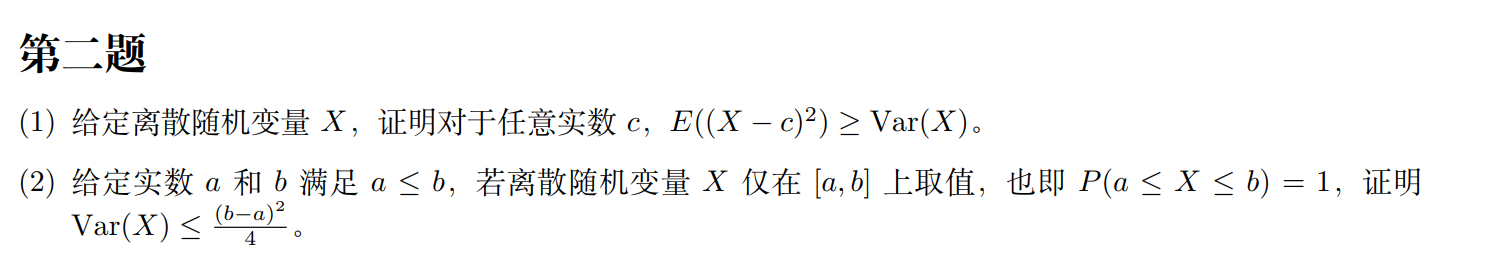 第二题
(1) 给定离散随机变量 X，证明对于任意实数 c，E((X − c)²) ≥ Var(X)。
(2) 给定实数 a 和 b 满足 a ≤ b，若离散随机变量 X 仅在 [a, b] 上取值，也即 P(a ≤ X ≤ b) = 1，证明
Var(X) ≤ (b−a)²/4。